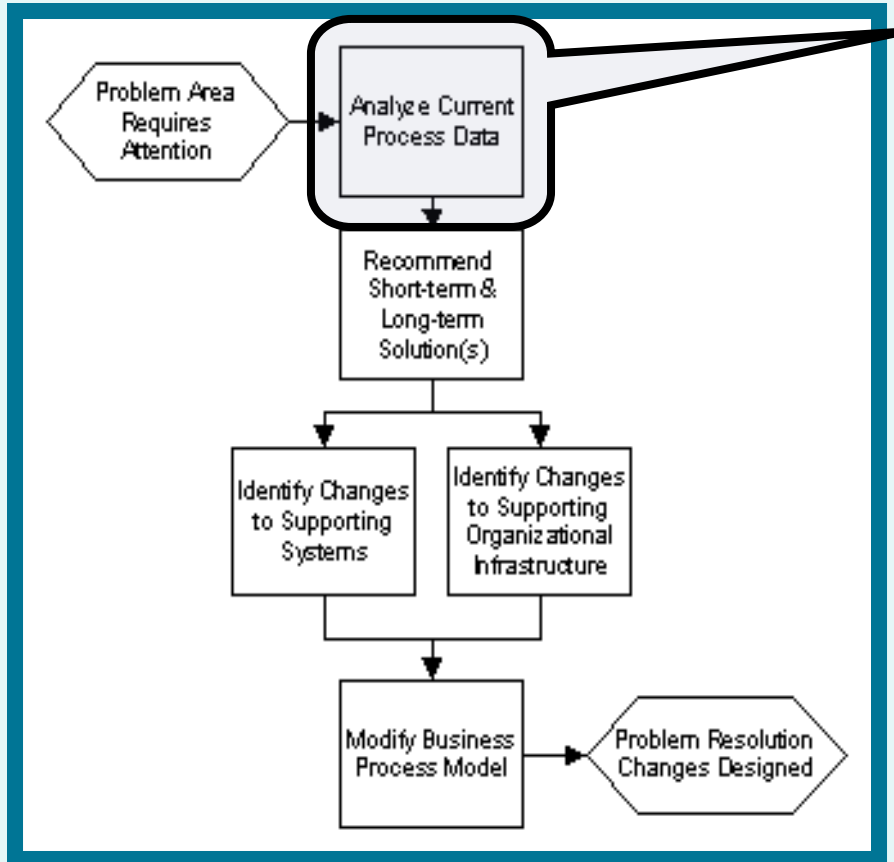 Problem Area
Requires
Attention
Analyze Current
Process Data
Recommend
Short-term &
Long-term
Solution(s)
Identify Changes
to Supporting
Systems
Identify Changes
to Supporting
Organizational
Infrastructure
Modify Business
Process Model
Problem Resolution
Changes Designed